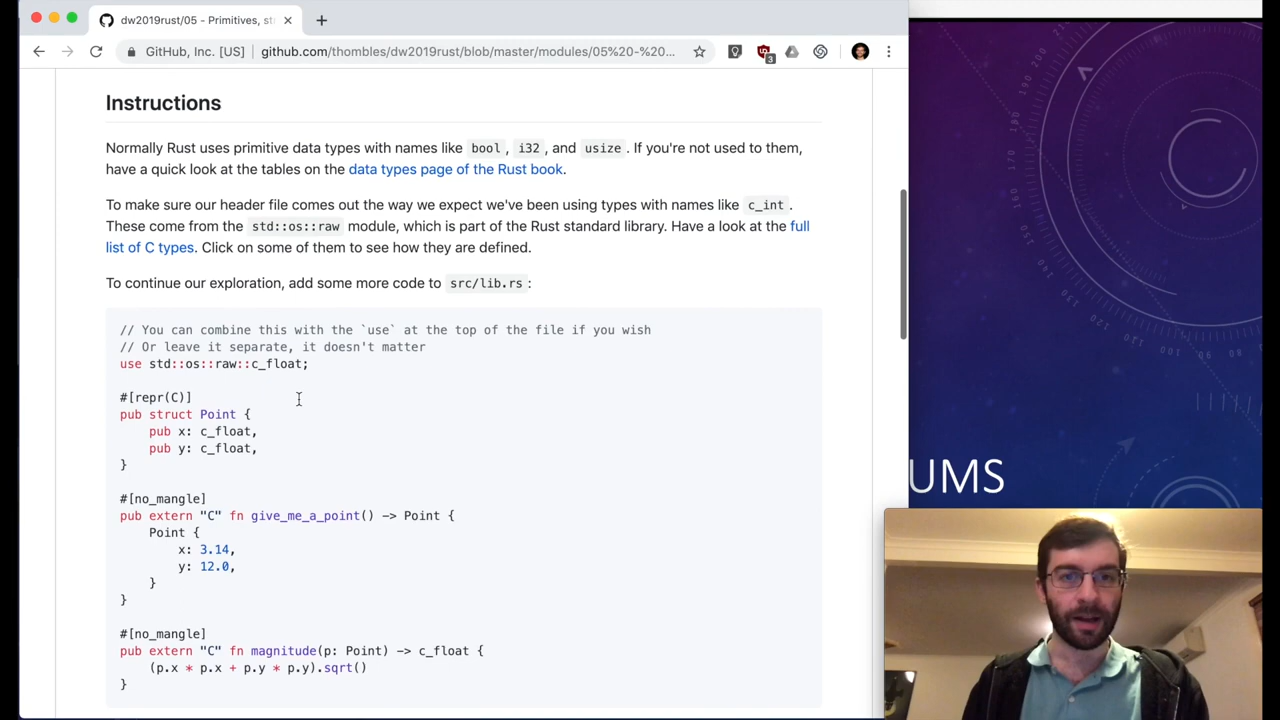 dw2019rust/05 - Primitives, str
GitHub, Inc. [US] github.com/thombles/dw2019rust/blob/master/modules/05%20-%20...
3
Instructions
Normally Rust uses primitive data types with names like bool , i32 , and usize . If you're not used to them,
have a quick look at the tables on the data types page of the Rust book.
To make sure our header file comes out the way we expect we've been using types with names like c_int .
These come from the std::os::raw module, which is part of the Rust standard library. Have a look at the full
list of C types. Click on some of them to see how they are defined.
To continue our exploration, add some more code to src/lib.rs :
// You can combine this with the `use` at the top of the file if you wish
// Or leave it separate, it doesn't matter
use std::os::raw::c_float;
#[repr(C)]
pub struct Point {
    pub x: c_float,
    pub y: c_float,
}
#[no_mangle]
pub extern "C" fn give_me_a_point() -> Point {
    Point {
        x: 3.14,
        y: 12.0,
    }
}
#[no_mangle]
pub extern "C" fn magnitude(p: Point) -> c_float {
    (p.x * p.x + p.y * p.y).sqrt()
}
UMS